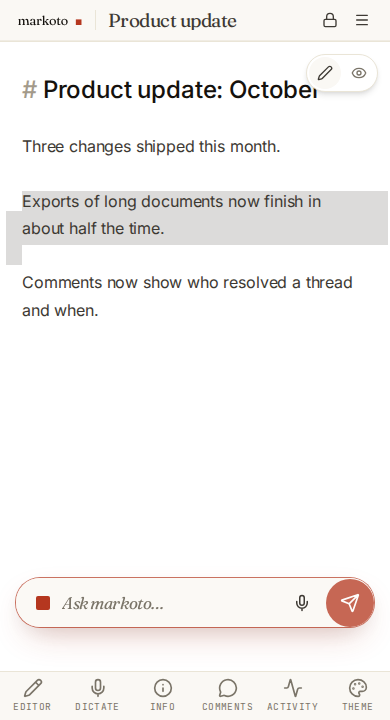 markoto
Product update
# Product update: October
Three changes shipped this month.
Exports of long documents now finish in
about half the time.
Comments now show who resolved a thread
and when.
Ask markoto...
EDITOR DICTATE INFO COMMENTS ACTIVITY THEME